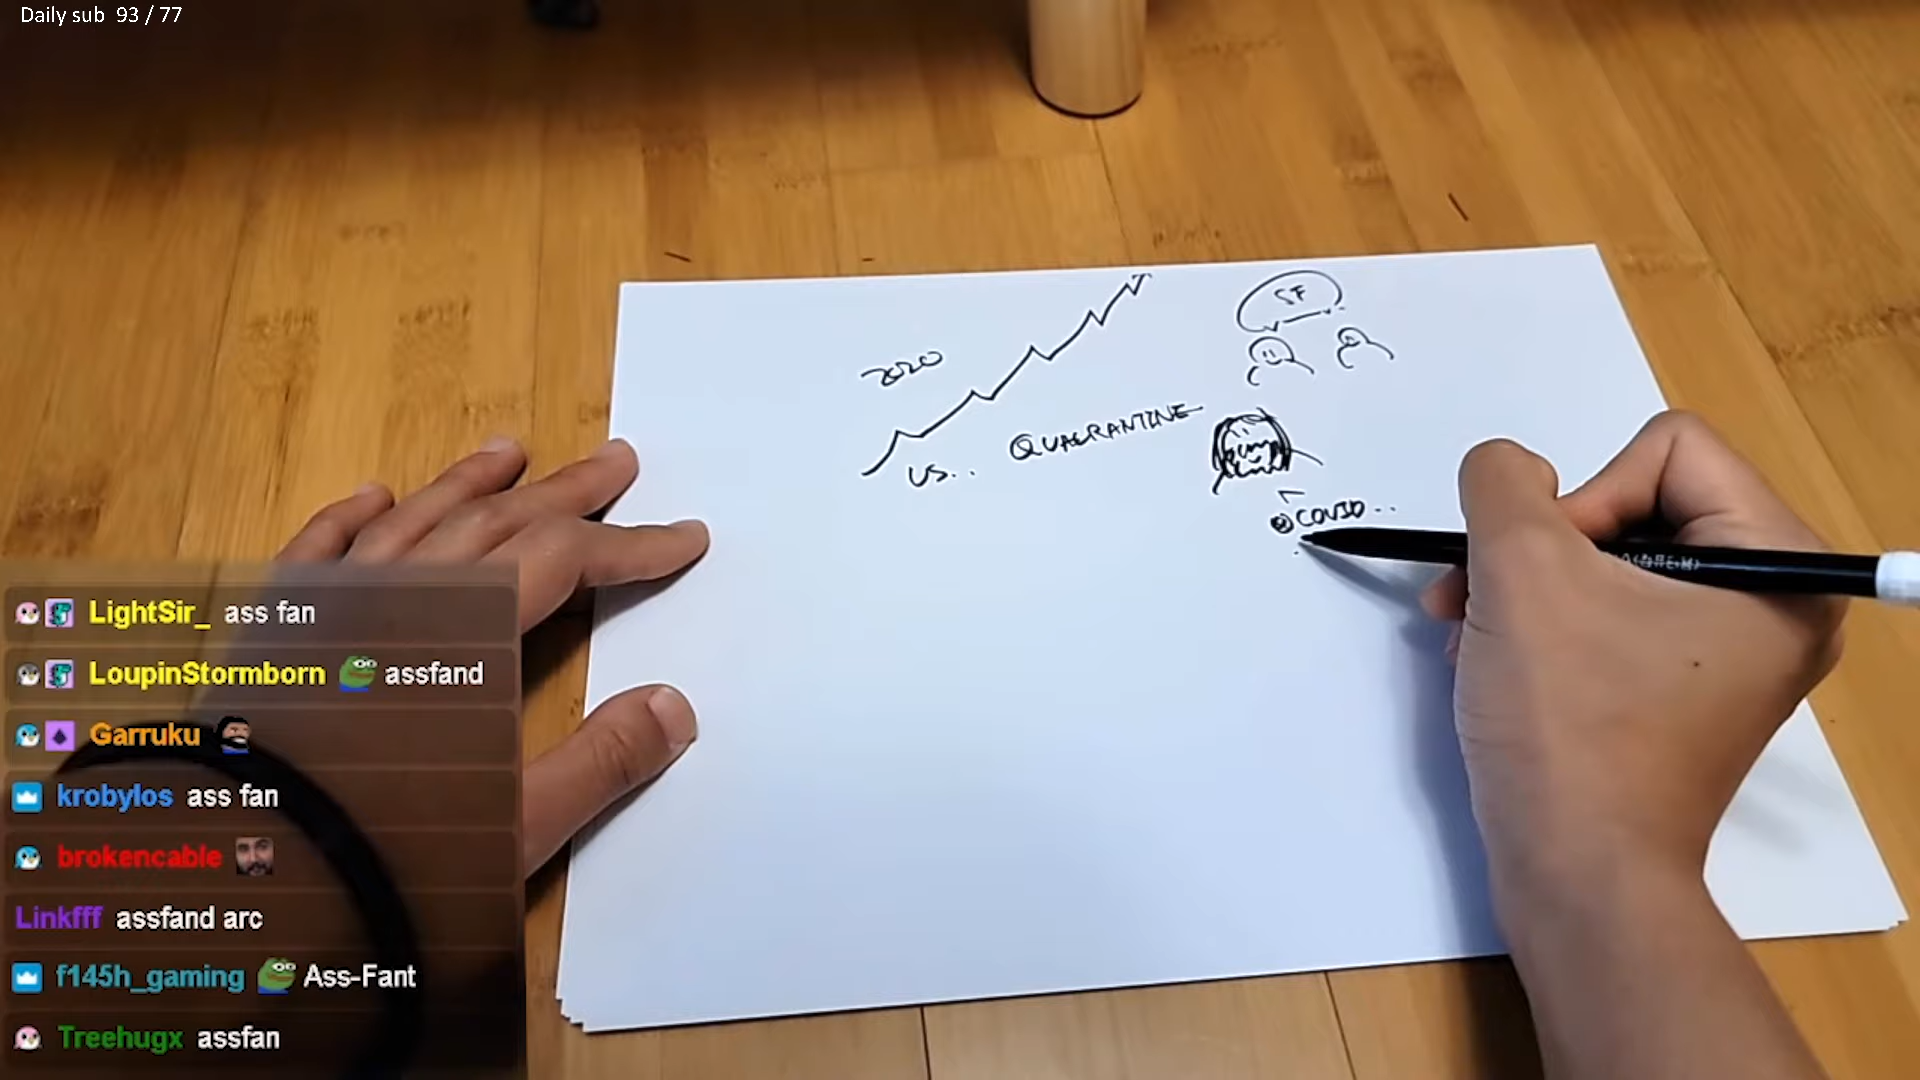 Daily sub 93 / 77
SF
2020
VS.. QUARANTINE
COVID..
LightSir_ ass fan
LoupinStormborn assfand
Garruku
krobylos ass fan
brokencable
Linkfff assfand arc
f145h_gaming Ass-Fant
Treehugx assfan